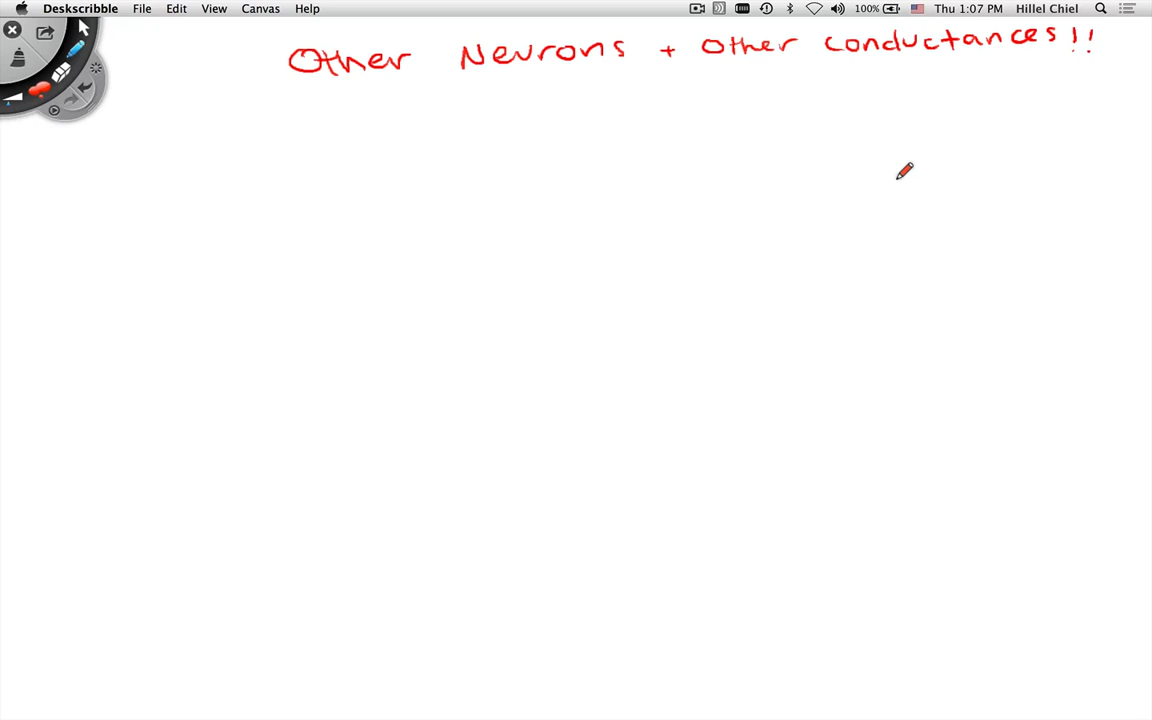 Deskscribble File Edit View Canvas Help 100% Thu 1:07 PM Hillel Chiel
Other Neurons + Other conductances!!